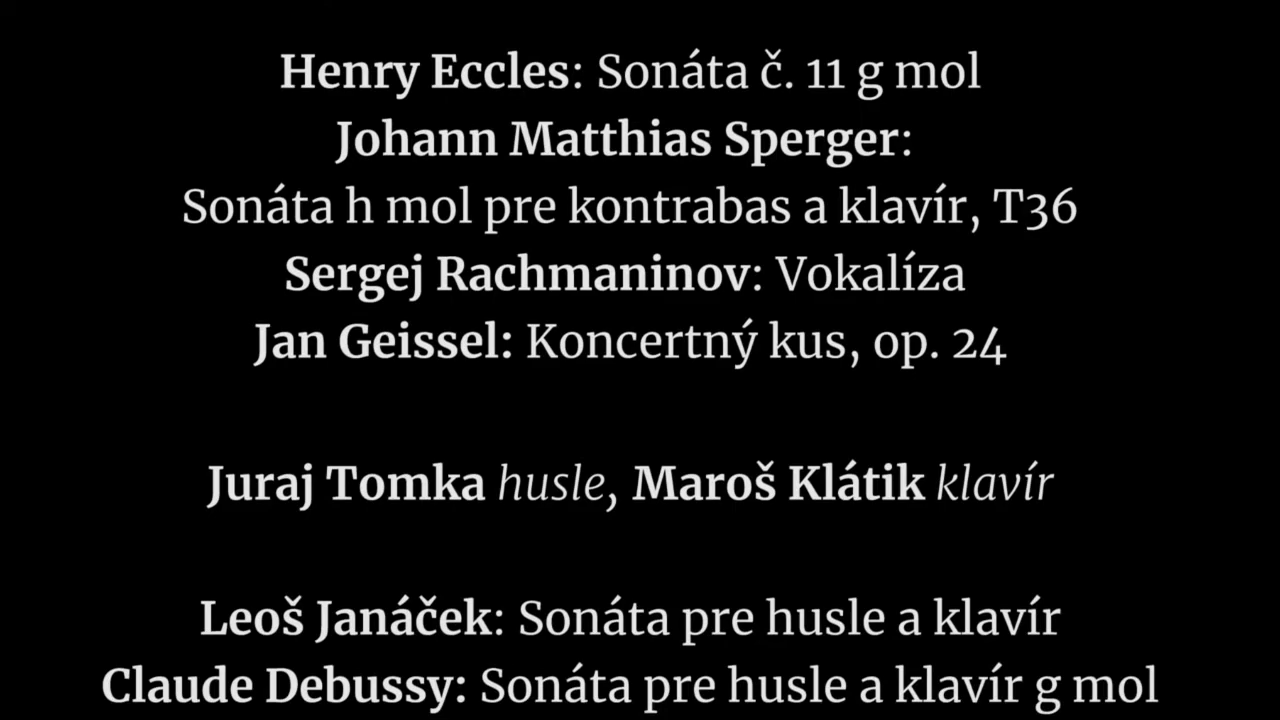 Henry Eccles: Sonáta č. 11 g mol
Johann Matthias Sperger:
Sonáta h mol pre kontrabas a klavír, T36
Sergej Rachmaninov: Vokalíza
Jan Geissel: Koncertný kus, op. 24
Juraj Tomka husle, Maroš Klátik klavír
Leoš Janáček: Sonáta pre husle a klavír
Claude Debussy: Sonáta pre husle a klavír g mol